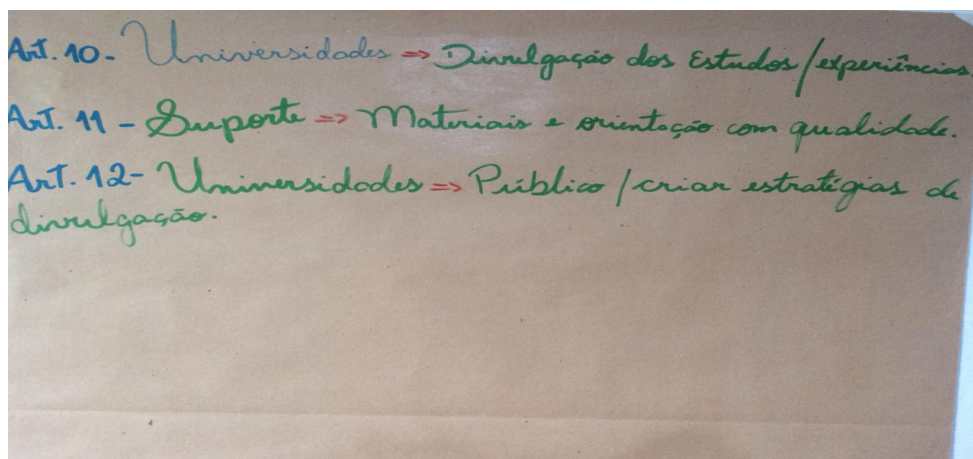 Art. 10 - Universidades => Divulgação dos Estudos/experiências.
Art. 11 - Suporte => Materiais e orientação com qualidade.
Art. 12 - Universidades => Público / criar estratégias de
divulgação.